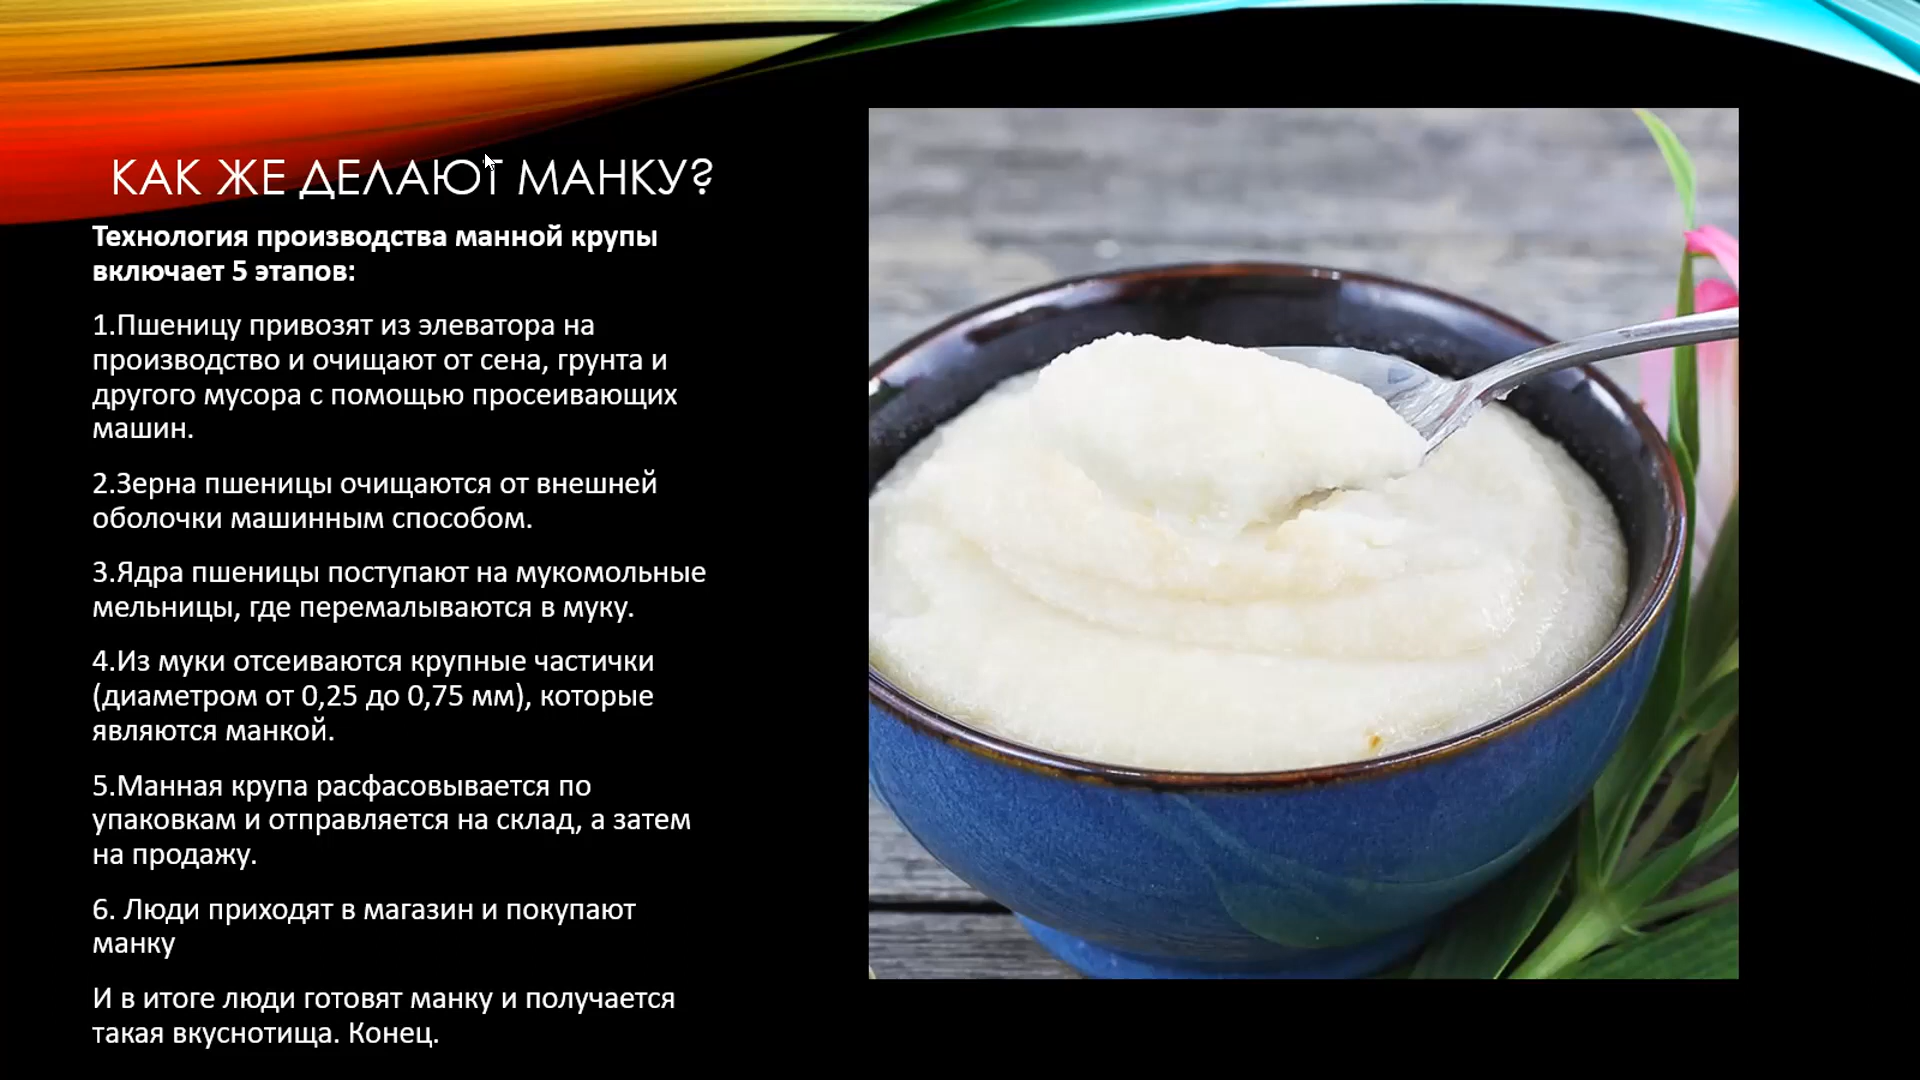 КАК ЖЕ ДЕЛАЮТ МАНКУ?
Технология производства манной крупы
включает 5 этапов:
1.Пшеницу привозят из элеватора на
производство и очищают от сена, грунта и
другого мусора с помощью просеивающих
машин.
2.Зерна пшеницы очищаются от внешней
оболочки машинным способом.
3.Ядра пшеницы поступают на мукомольные
мельницы, где перемалываются в муку.
4.Из муки отсеиваются крупные частички
(диаметром от 0,25 до 0,75 мм), которые
являются манкой.
5.Манная крупа расфасовывается по
упаковкам и отправляется на склад, а затем
на продажу.
6. Люди приходят в магазин и покупают
манку
И в итоге люди готовят манку и получается
такая вкуснотища. Конец.